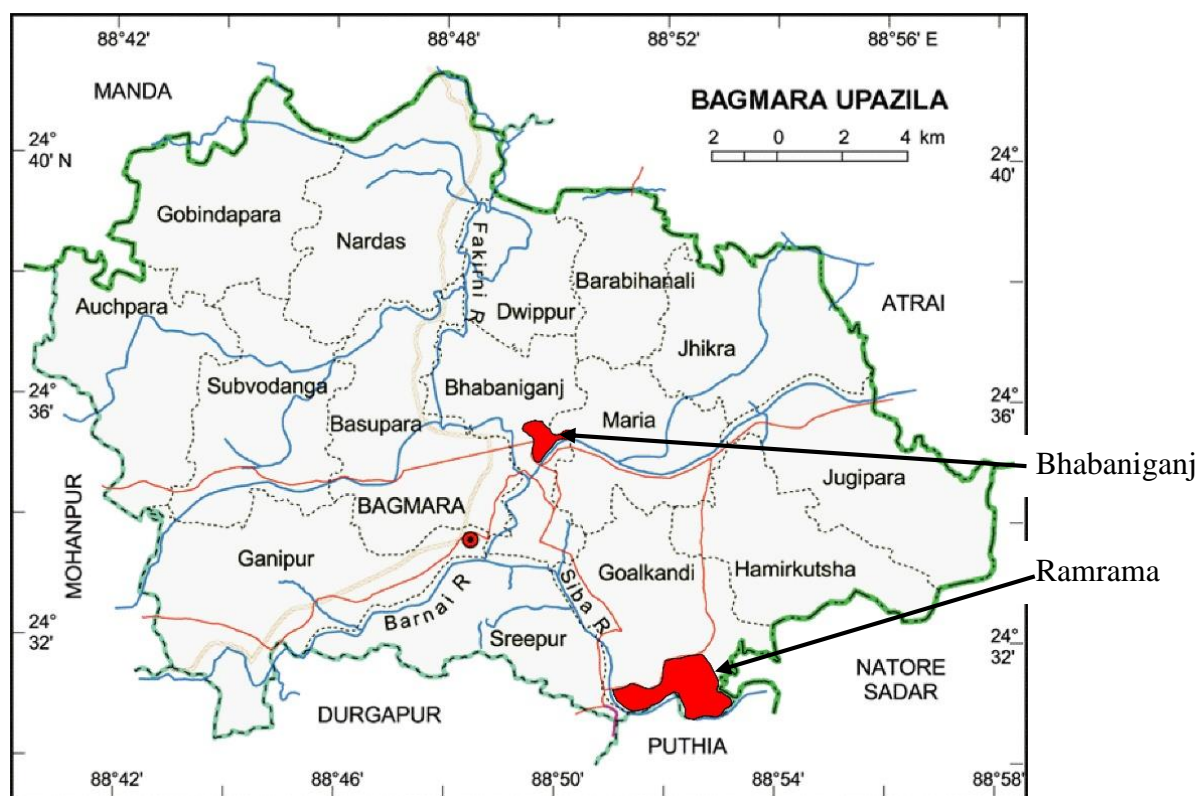 88°42' 88°48' 88°52' 88°56' E
MANDA
BAGMARA UPAZILA
2 0 2 4 km
24°
40' N
24°
40'
Gobindapara
Nardas
Fakirni R
Barabihanali
Dwippur
ATRAI
Auchpara
Jhikra
Subvodanga
Bhabaniganj
24°
36'
24°
36'
Basupara
Maria
Bhabaniganj
Jugipara
BAGMARA
MOHANPUR
Ganipur
Goalkandi
Hamirkutsha
Ramrama
Barnai R
Siba R
24°
32'
Sreepur
24°
32'
NATORE
SADAR
DURGAPUR
PUTHIA
88°42' 88°46' 88°50' 88°54' 88°58'